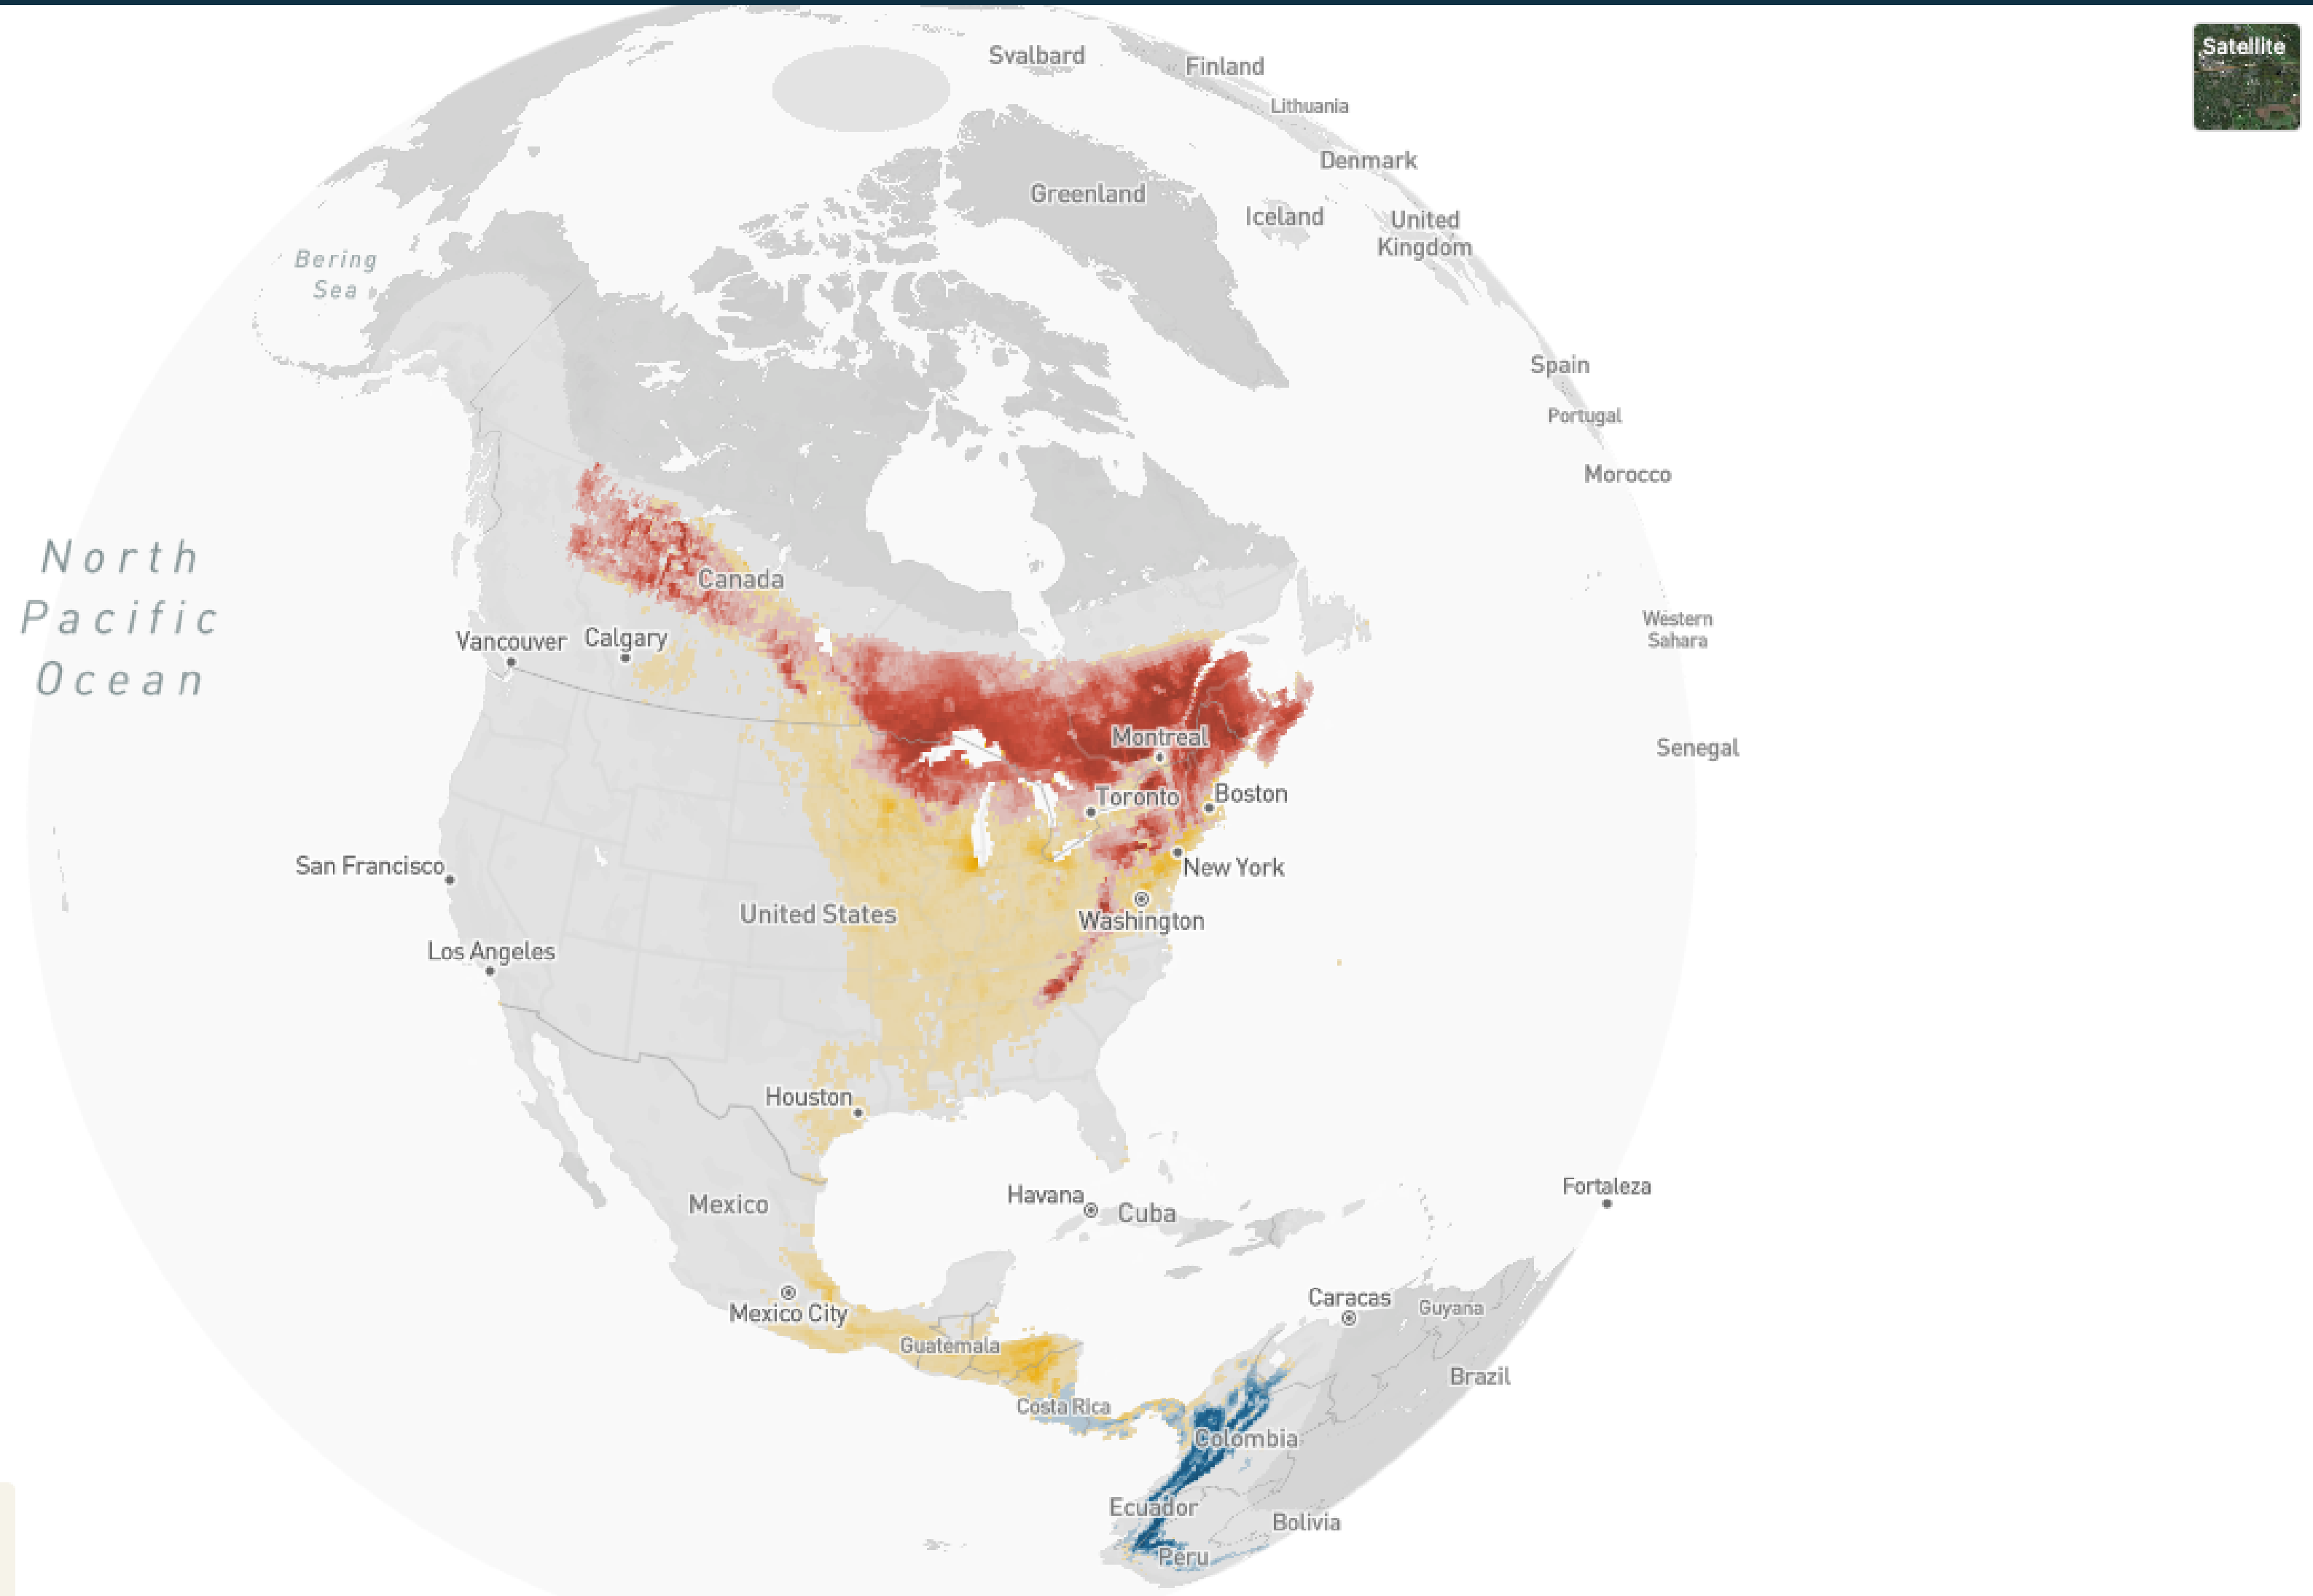 Satellite
Svalbard
Finland
Lithuania
Denmark
Greenland
Iceland
United
Kingdom
Bering
Sea
Spain
Portugal
Morocco
North
Pacific
Ocean
Canada
Western
Sahara
Vancouver
Calgary
Montreal
Senegal
Toronto
Boston
San Francisco
New York
United States
Washington
Los Angeles
Houston
Mexico
Havana
Cuba
Fortaleza
Mexico City
Caracas
Guyana
Guatemala
Brazil
Costa Rica
Colombia
Ecuador
Bolivia
Peru